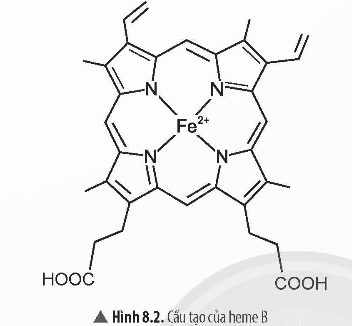 N
N
Fe2+
N
N
HOOC
COOH
▲ Hình 8.2. Cấu tạo của heme B